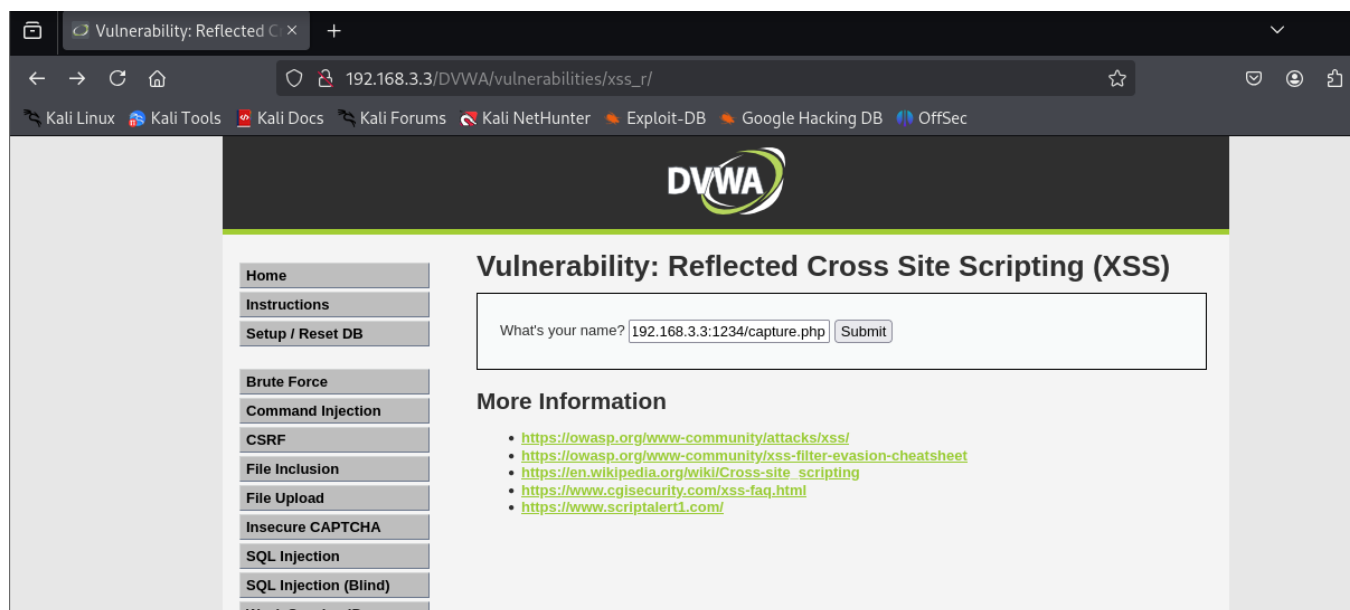 Vulnerability: Reflected C
192.168.3.3/DVWA/vulnerabilities/xss_r/
Kali Linux Kali Tools Kali Docs Kali Forums Kali NetHunter Exploit-DB Google Hacking DB OffSec
DVWA
Home
Instructions
Setup / Reset DB
Brute Force
Command Injection
CSRF
File Inclusion
File Upload
Insecure CAPTCHA
SQL Injection
SQL Injection (Blind)
Vulnerability: Reflected Cross Site Scripting (XSS)
What's your name? 192.168.3.3:1234/capture.php Submit
More Information
https://owasp.org/www-community/attacks/xss/
https://owasp.org/www-community/xss-filter-evasion-cheatsheet
https://en.wikipedia.org/wiki/Cross-site_scripting
https://www.cgisecurity.com/xss-faq.html
https://www.scriptalert1.com/